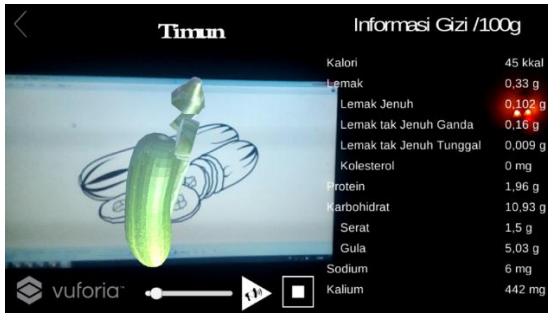 Timun
Informasi Gizi /100g
Kalori 45 kkal
Lemak 0,33 g
Lemak Jenuh 0,102 g
Lemak tak Jenuh Ganda 0,16 g
Lemak tak Jenuh Tunggal 0,009 g
Kolesterol 0 mg
Protein 1,96 g
Karbohidrat 10,93 g
Serat 1,5 g
Gula 5,03 g
Sodium 6 mg
Kalium 442 mg
vuforia™